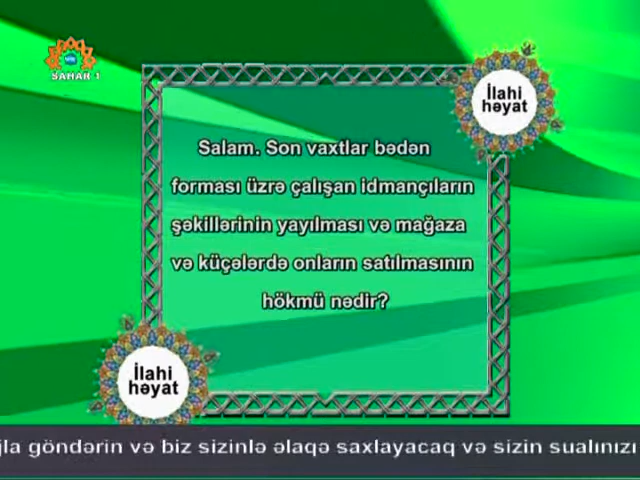 SAHAR 1
İlahi
həyat
Salam. Son vaxtlar bədən
forması üzrə çalışan idmançıların
şəkillərinin yayılması və mağaza
və küçələrdə onların satılmasının
hökmü nədir?
İlahi
həyat
jla göndərin və biz sizinlə əlaqə saxlayacaq və sizin sualınızı